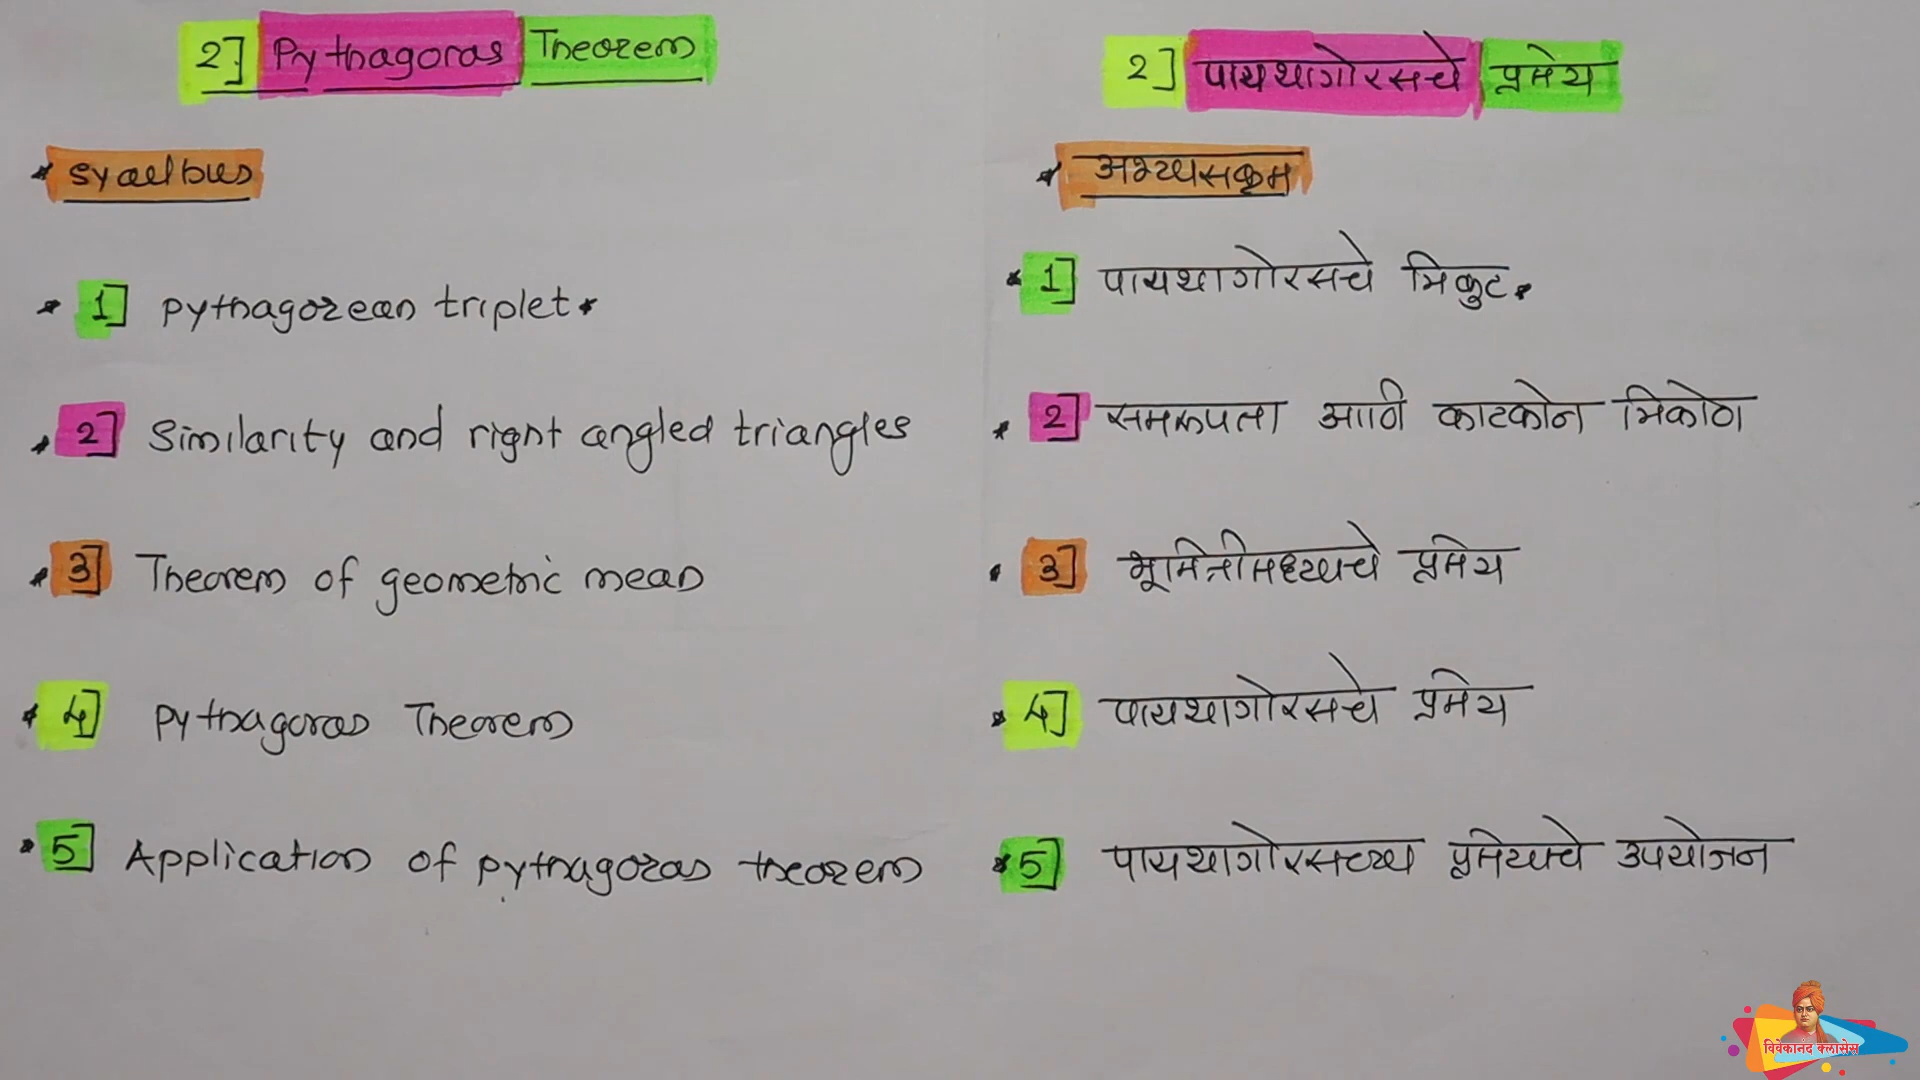 2] Pythagoras Theorem
* syaelbus
* 1] pythagorean triplet *
* 2] Similarity and right angled triangles
* 3] Theorem of geometric mean
* 4] Pythagoras Theorem
* 5] Application of pythagoras theorem
2] पायथागोरसचे प्रमेय
* अभ्यासक्रम
* 1] पायथागोरसचे त्रिकुट.
* 2] समरूपता आणि काटकोन त्रिकोण
* 3] भूमितीमध्याचे प्रमेय
* 4] पायथागोरसचे प्रमेय
* 5] पायथागोरसच्या प्रमेयाचे उपयोजन
विवेकानंद क्लासेस